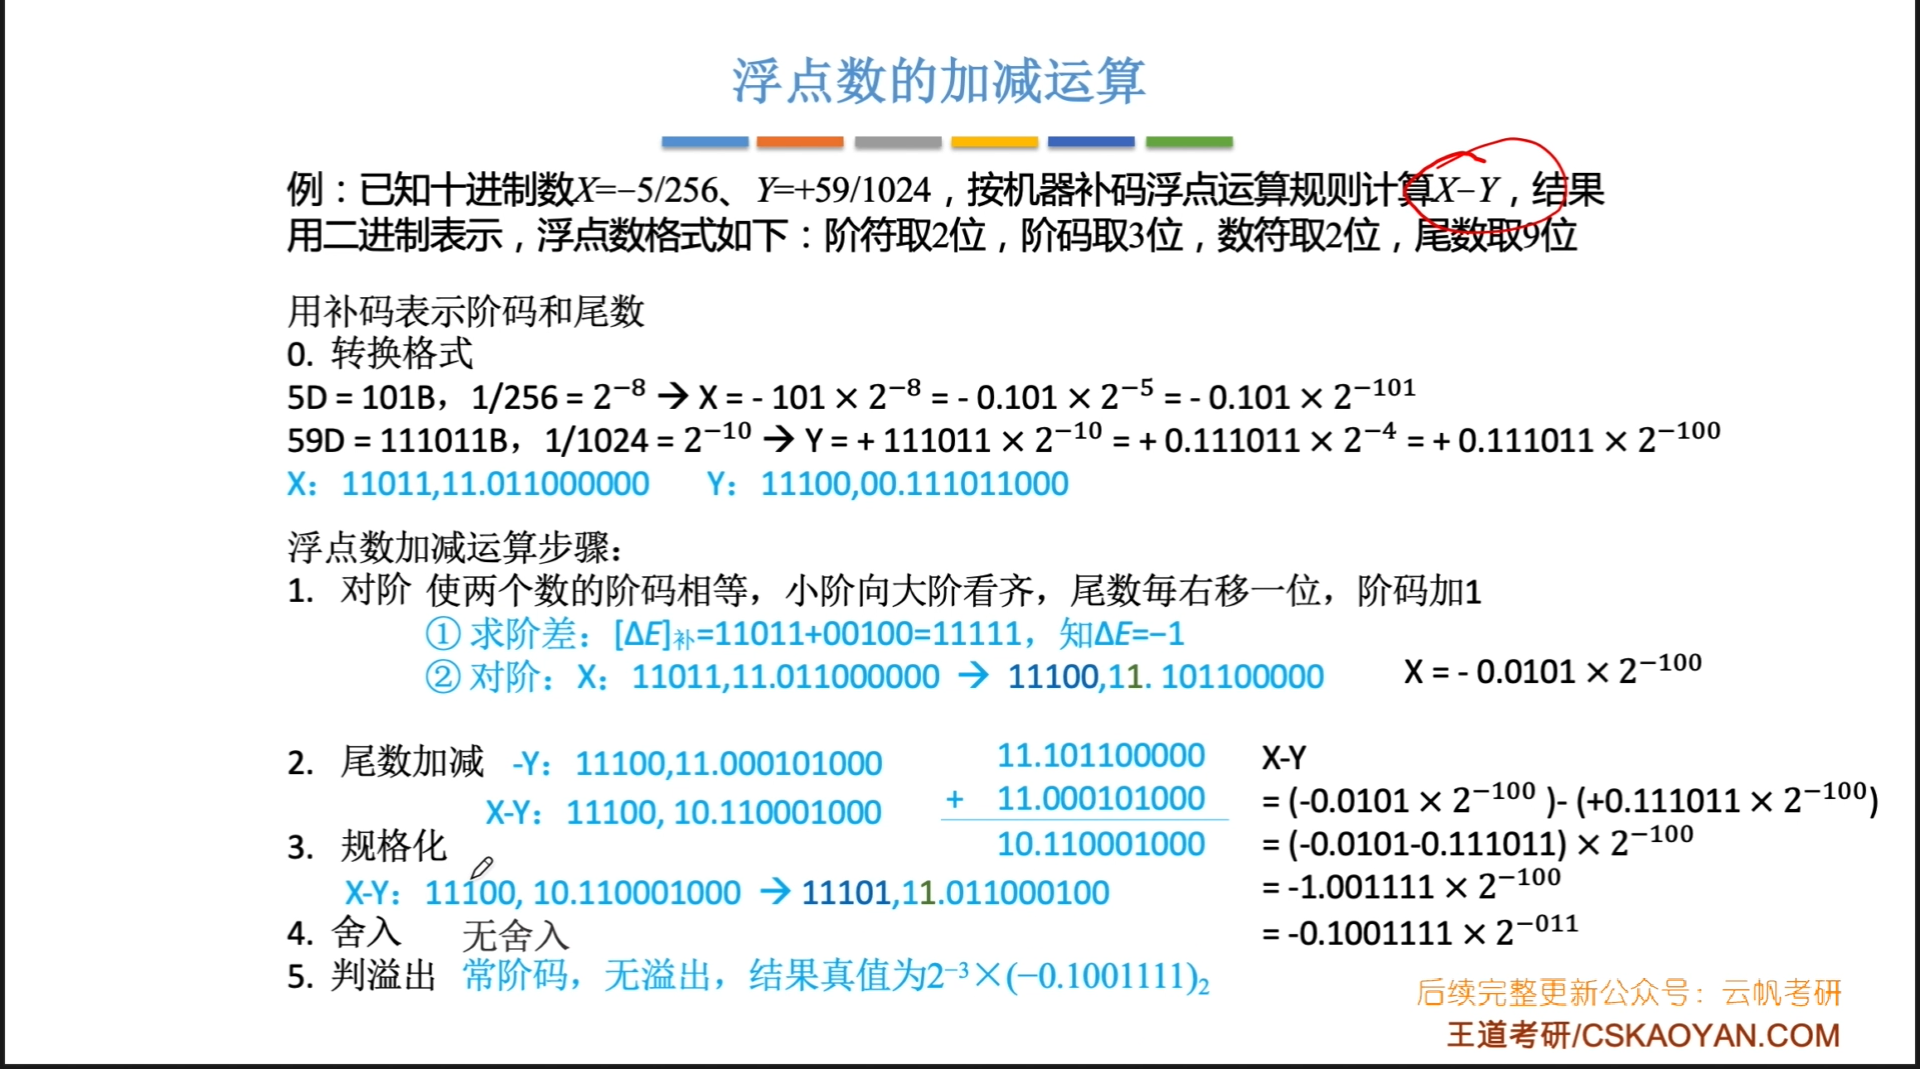 浮点数的加减运算
例：已知十进制数X=−5/256、Y=+59/1024，按机器补码浮点运算规则计算X−Y，结果
用二进制表示，浮点数格式如下：阶符取2位，阶码取3位，数符取2位，尾数取9位
用补码表示阶码和尾数
0. 转换格式
5D = 101B，1/256 = 2⁻⁸ → X = - 101 × 2⁻⁸ = - 0.101 × 2⁻⁵ = - 0.101 × 2⁻¹⁰¹
59D = 111011B，1/1024 = 2⁻¹⁰ → Y = + 111011 × 2⁻¹⁰ = + 0.111011 × 2⁻⁴ = + 0.111011 × 2⁻¹⁰⁰
X：11011,11.011000000 Y：11100,00.111011000
浮点数加减运算步骤：
1. 对阶 使两个数的阶码相等，小阶向大阶看齐，尾数每右移一位，阶码加1
① 求阶差：[ΔE]补=11011+00100=11111，知ΔE=−1
② 对阶：X：11011,11.011000000 → 11100,11. 101100000 X = - 0.0101 × 2⁻¹⁰⁰
2. 尾数加减 -Y：11100,11.000101000
X-Y：11100, 10.110001000
11.101100000
+ 11.000101000
10.110001000
X-Y
= (-0.0101 × 2⁻¹⁰⁰ )- (+0.111011 × 2⁻¹⁰⁰)
= (-0.0101-0.111011) × 2⁻¹⁰⁰
= -1.001111 × 2⁻¹⁰⁰
= -0.1001111 × 2⁻⁰¹¹
3. 规格化
X-Y：11100, 10.110001000 → 11101,11.011000100
4. 舍入 无舍入
5. 判溢出 常阶码，无溢出，结果真值为2⁻³×(−0.1001111)₂
后续完整更新公众号：云帆考研
王道考研/CSKAOYAN.COM